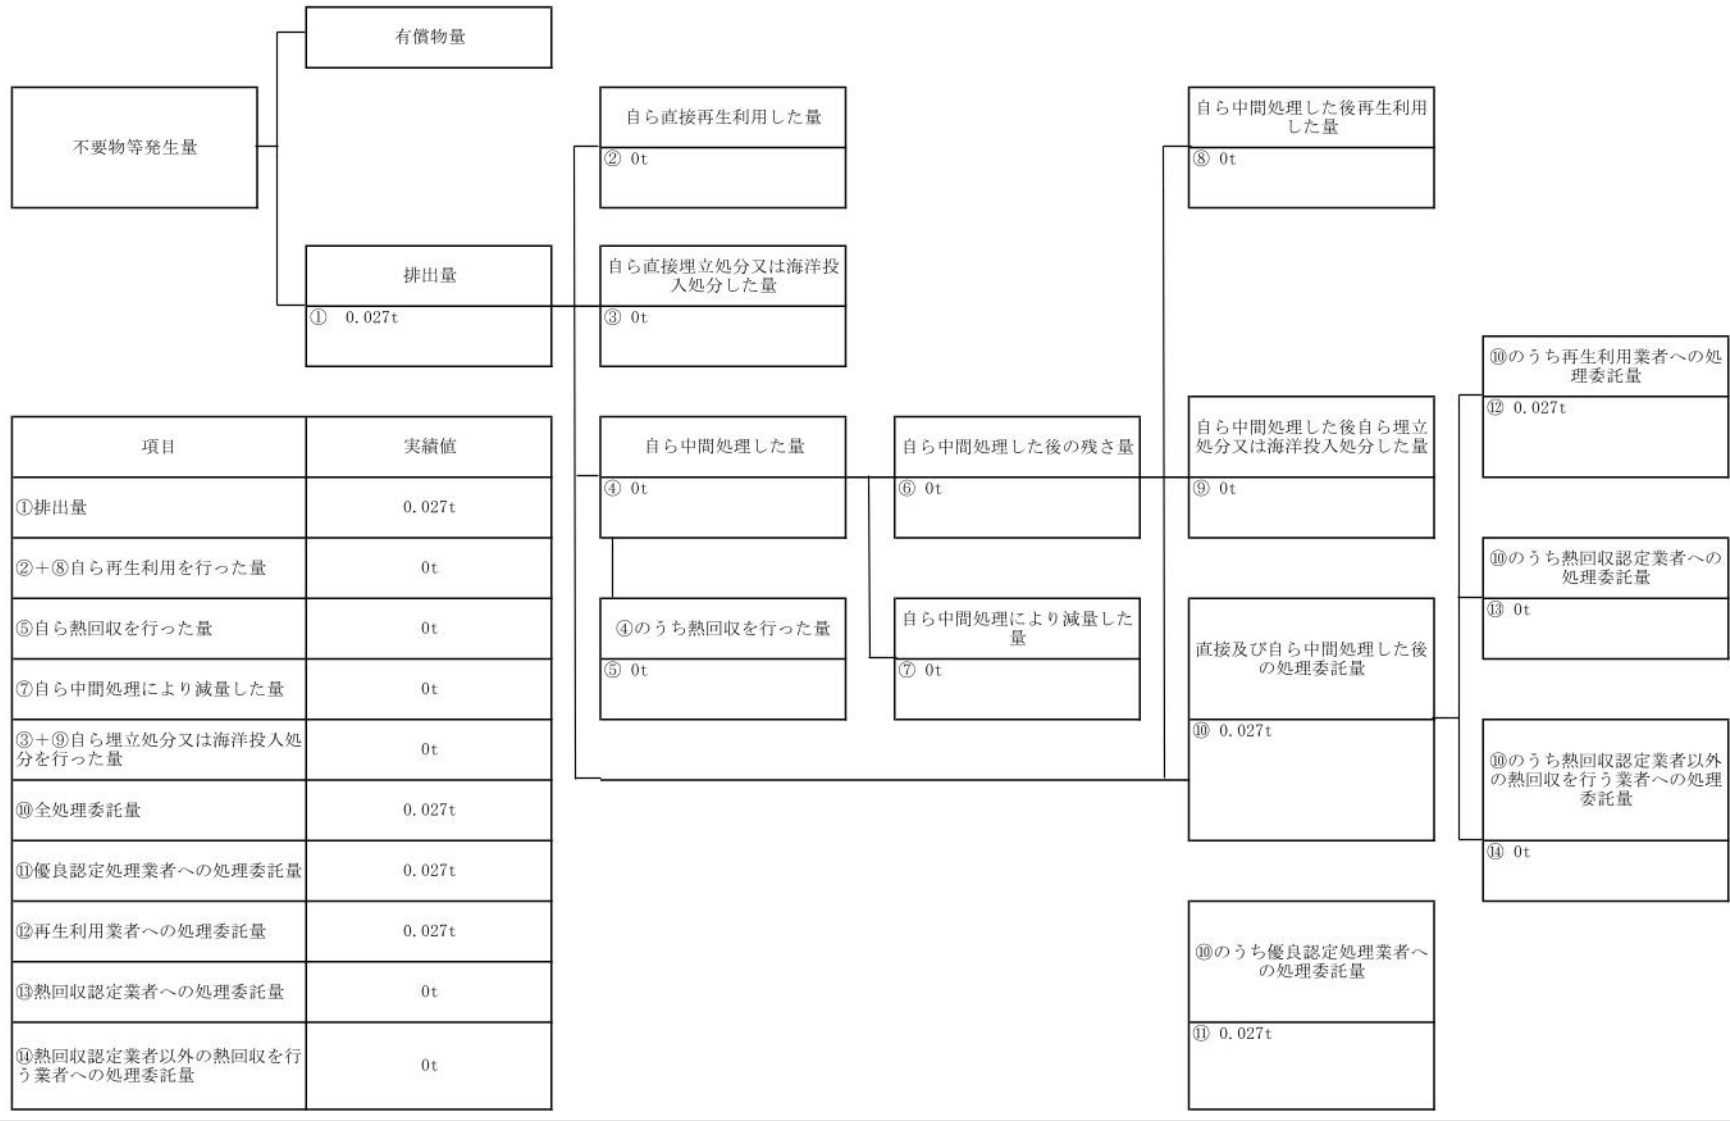 有償物量
不要物等発生量
自ら直接再生利用した量
② 0t
自ら中間処理した後再生利用
した量
⑧ 0t
排出量
① 0.027t
自ら直接埋立処分又は海洋投
入処分した量
③ 0t
⑩のうち再生利用業者への処
理委託量
⑫ 0.027t
自ら中間処理した量
④ 0t
自ら中間処理した後の残さ量
⑥ 0t
自ら中間処理した後自ら埋立
処分又は海洋投入処分した量
⑨ 0t
⑩のうち熱回収認定業者への
処理委託量
⑬ 0t
④のうち熱回収を行った量
⑤ 0t
自ら中間処理により減量した
量
⑦ 0t
直接及び自ら中間処理した後
の処理委託量
⑩ 0.027t
⑩のうち熱回収認定業者以外
の熱回収を行う業者への処理
委託量
⑭ 0t
⑩のうち優良認定処理業者へ
の処理委託量
⑪ 0.027t
項目 実績値
①排出量 0.027t
②+⑧自ら再生利用を行った量 0t
⑤自ら熱回収を行った量 0t
⑦自ら中間処理により減量した量 0t
③+⑨自ら埋立処分又は海洋投入処
分を行った量 0t
⑩全処理委託量 0.027t
⑪優良認定処理業者への処理委託量 0.027t
⑫再生利用業者への処理委託量 0.027t
⑬熱回収認定業者への処理委託量 0t
⑭熱回収認定業者以外の熱回収を行
う業者への処理委託量 0t